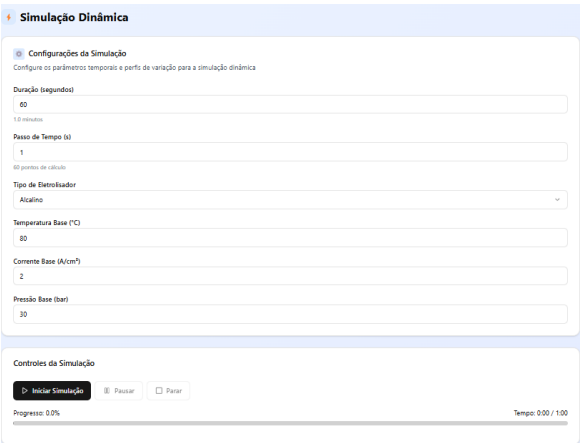 Simulação Dinâmica
Configurações da Simulação
Configure os parâmetros temporais e perfis de variação para a simulação dinâmica
Duração (segundos)
60
1.0 minutos
Passo de Tempo (s)
1
60 pontos de cálculo
Tipo de Eletrolisador
Alcalino
Temperatura Base (°C)
80
Corrente Base (A/cm²)
2
Pressão Base (bar)
30
Controles da Simulação
Iniciar Simulação Pausar Parar
Progresso: 0.0% Tempo: 0:00 / 1:00